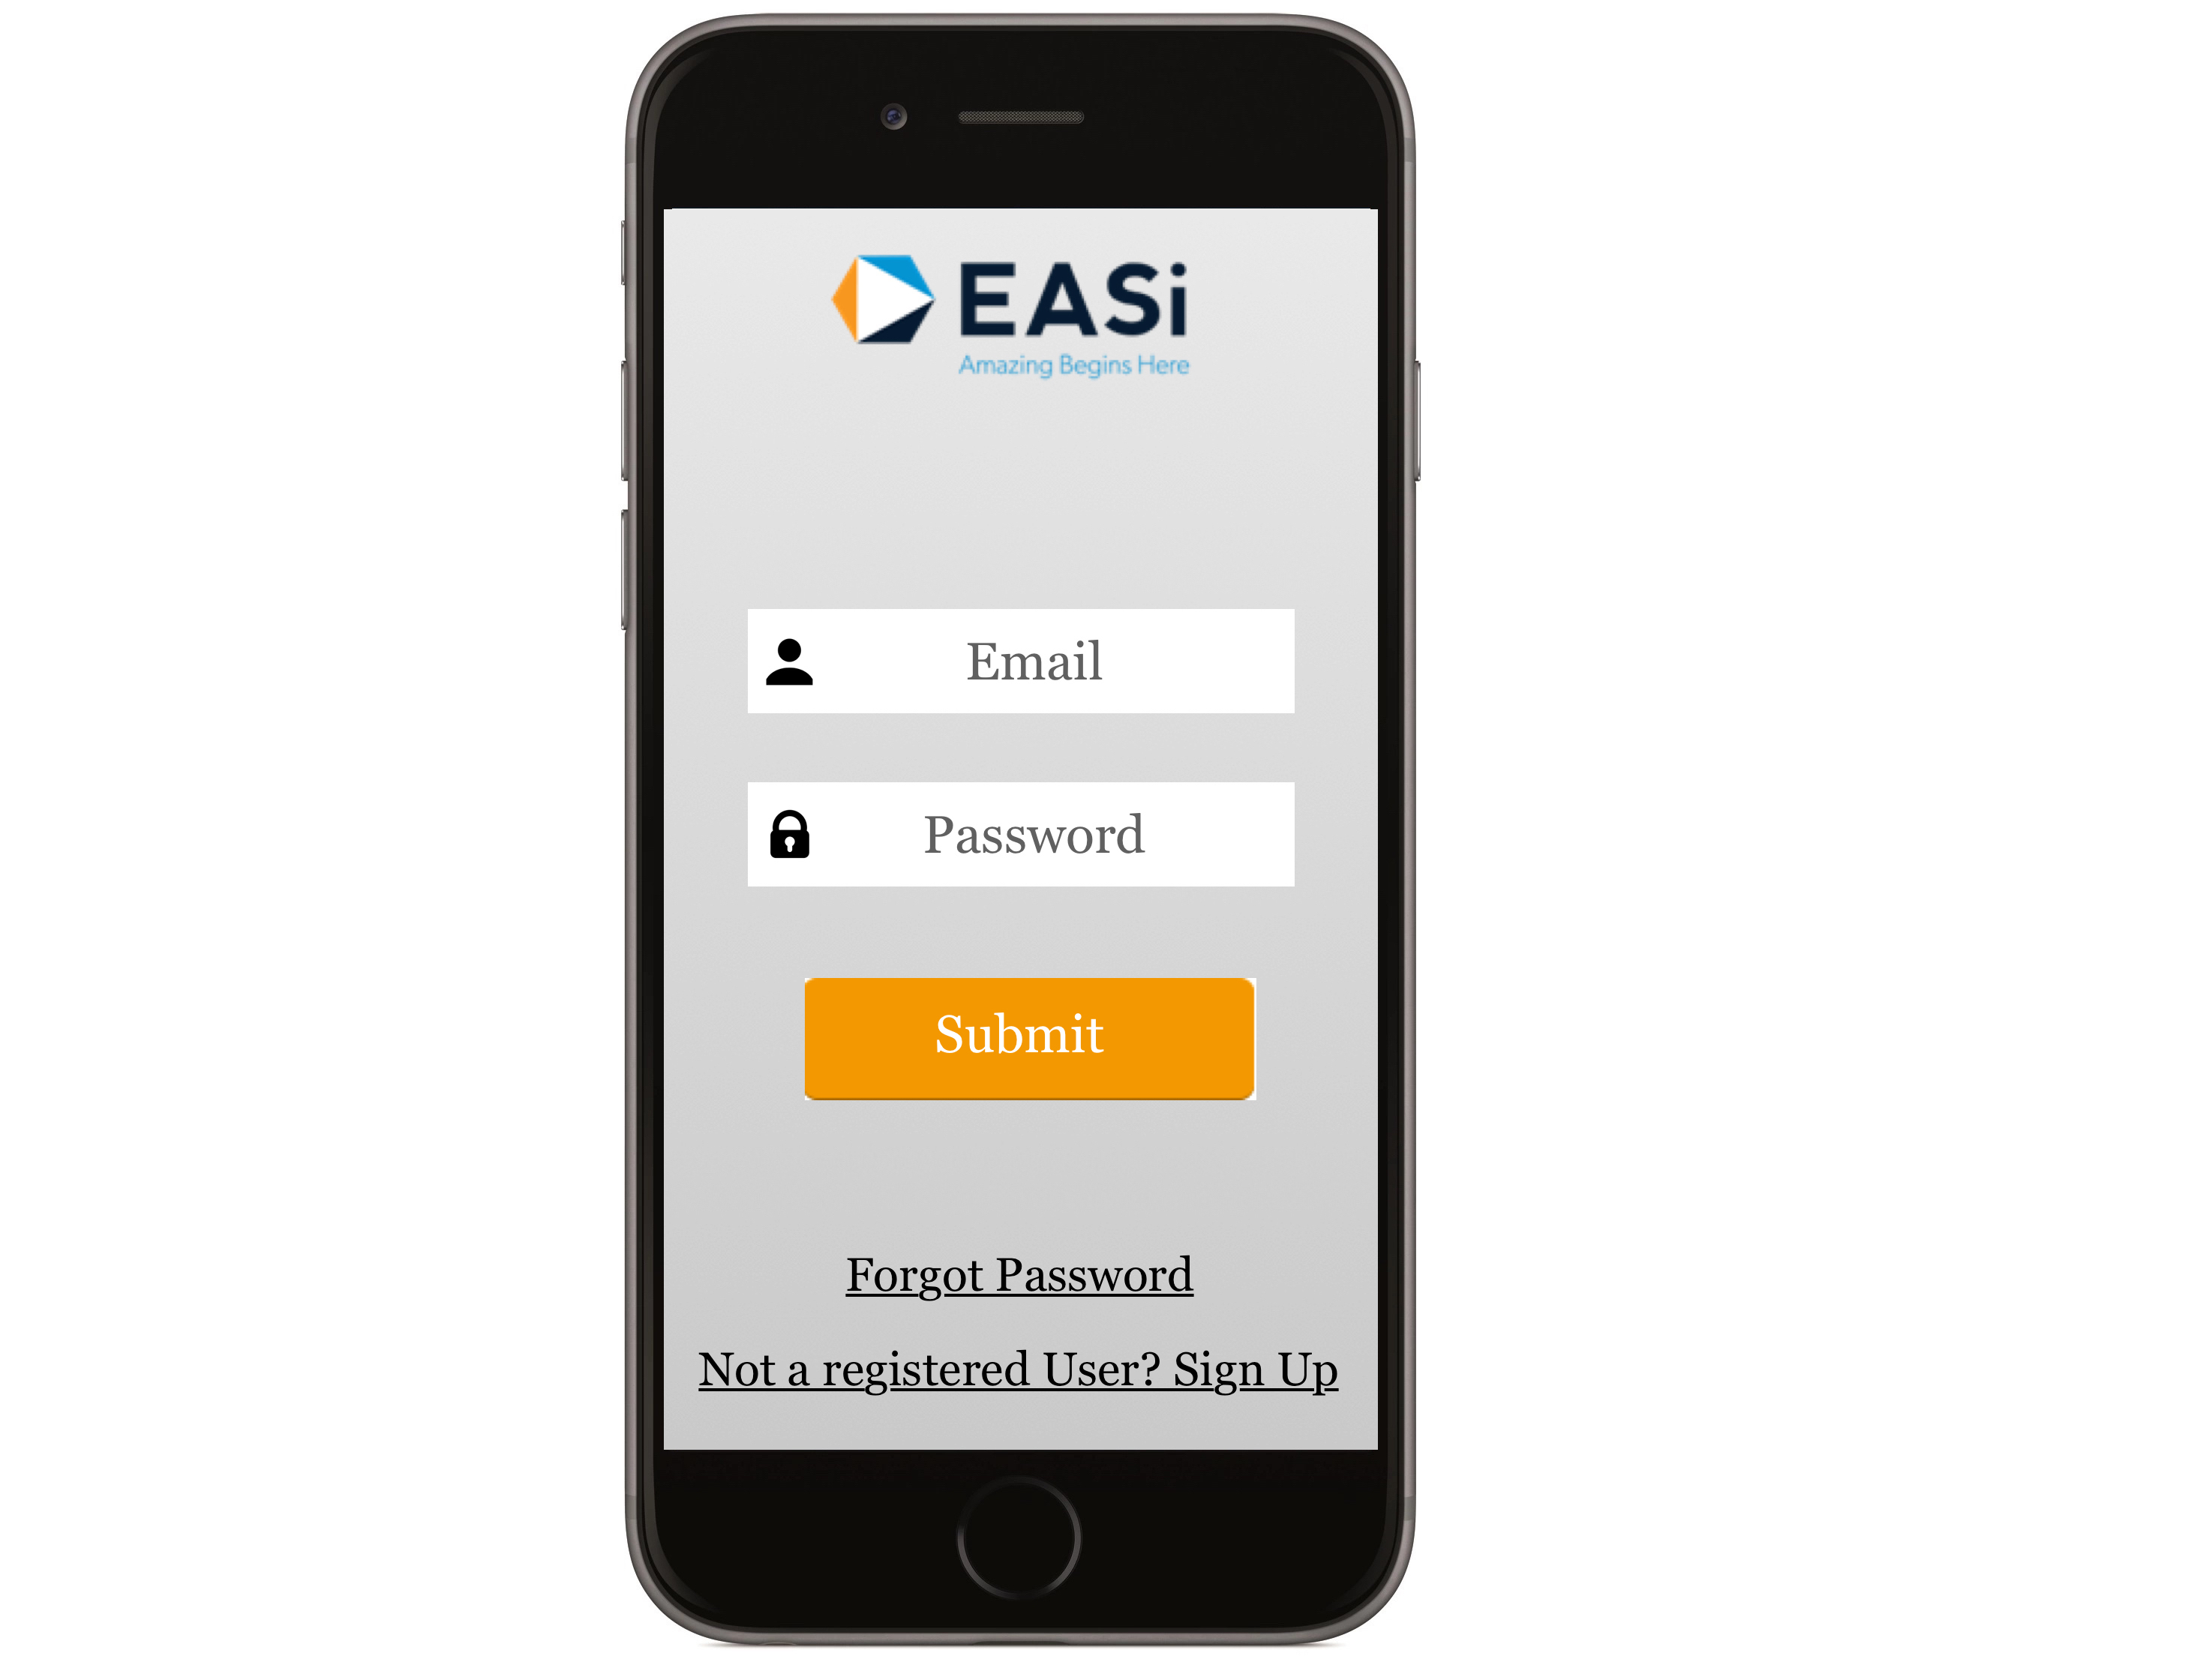 EASi
Amazing Begins Here
Email
Password
Submit
Forgot Password
Not a registered User? Sign Up